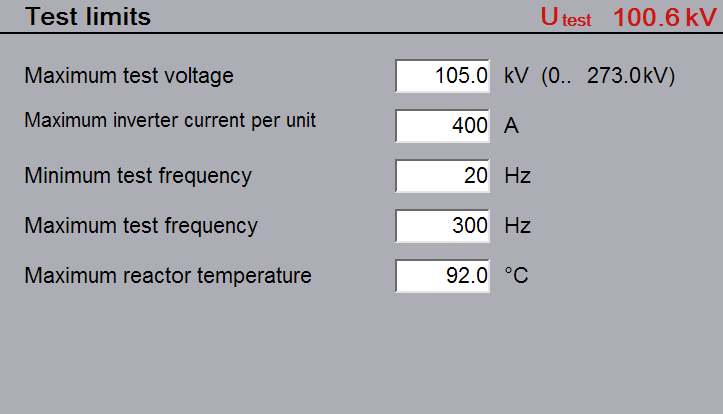 Test limits U test 100.6 kV
Maximum test voltage 105.0 kV (0.. 273.0kV)
Maximum inverter current per unit 400 A
Minimum test frequency 20 Hz
Maximum test frequency 300 Hz
Maximum reactor temperature 92.0 °C